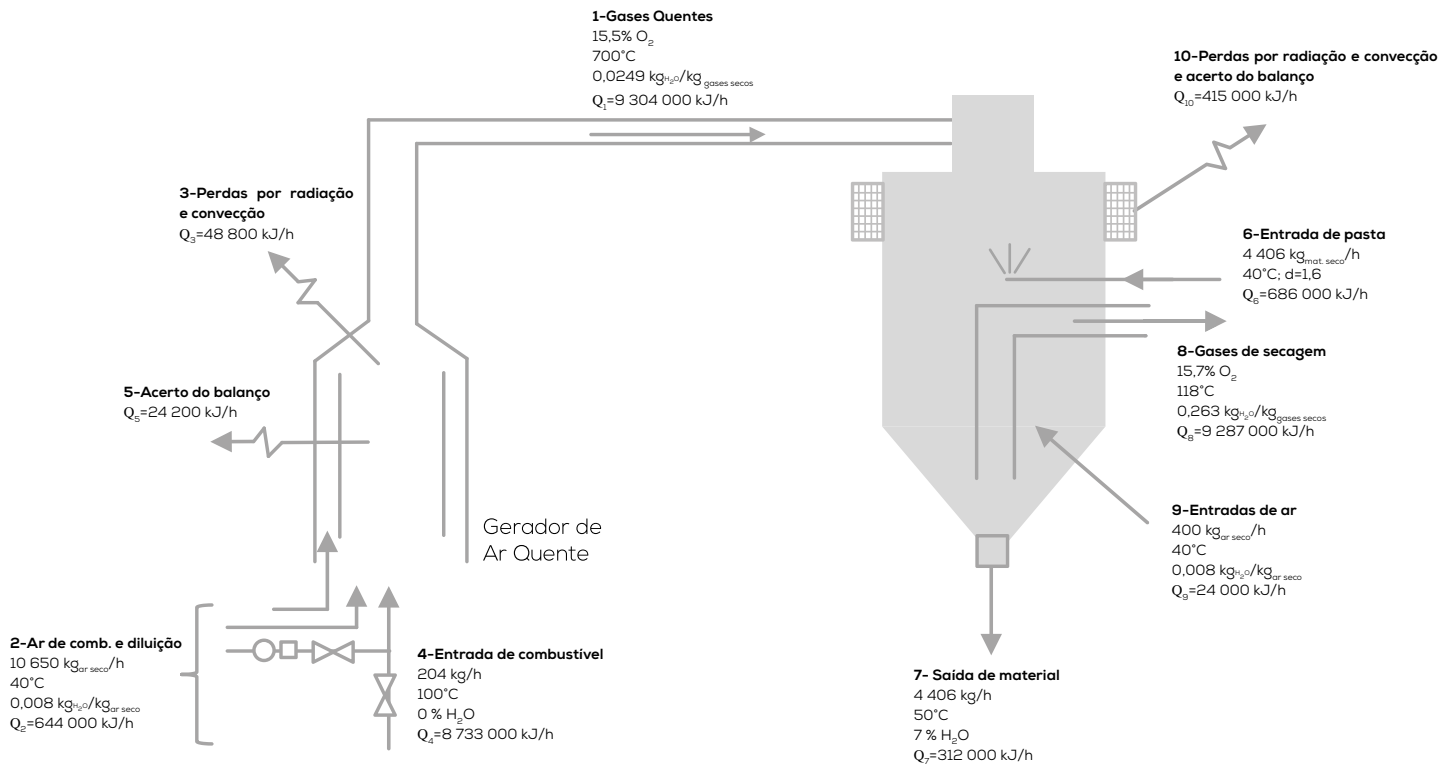 1-Gases Quentes
15,5% O₂
700°C
0,0249 kgH₂O/kg gases secos
Q₁=9 304 000 kJ/h
10-Perdas por radiação e convecção
e acerto do balanço
Q₁₀=415 000 kJ/h
3-Perdas por radiação
e convecção
Q₃=48 800 kJ/h
6-Entrada de pasta
4 406 kgmat. seco/h
40°C; d=1,6
Q₆=686 000 kJ/h
8-Gases de secagem
15,7% O₂
118°C
0,263 kgH₂O/kggases secos
Q₈=9 287 000 kJ/h
5-Acerto do balanço
Q₅=24 200 kJ/h
Gerador de
Ar Quente
9-Entradas de ar
400 kgar seco/h
40°C
0,008 kgH₂O/kgar seco
Q₉=24 000 kJ/h
2-Ar de comb. e diluição
10 650 kgar seco/h
40°C
0,008 kgH₂O/kgar seco
Q₂=644 000 kJ/h
4-Entrada de combustível
204 kg/h
100°C
0 % H₂O
Q₄=8 733 000 kJ/h
7- Saída de material
4 406 kg/h
50°C
7 % H₂O
Q₇=312 000 kJ/h